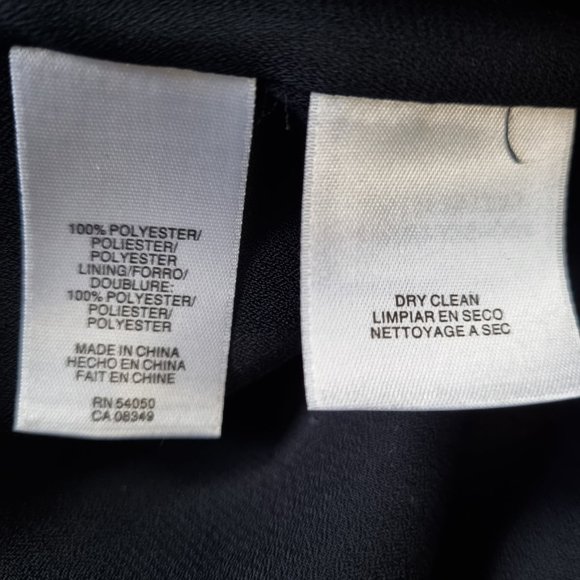 100% POLYESTER/
POLIESTER/
POLYESTER
LINING/FORRO/
DOUBLURE:
100% POLYESTER/
POLIESTER/
POLYESTER
MADE IN CHINA
HECHO EN CHINA
FAIT EN CHINE
RN 54050
CA 08349
DRY CLEAN
LIMPIAR EN SECO
NETTOYAGE A SEC